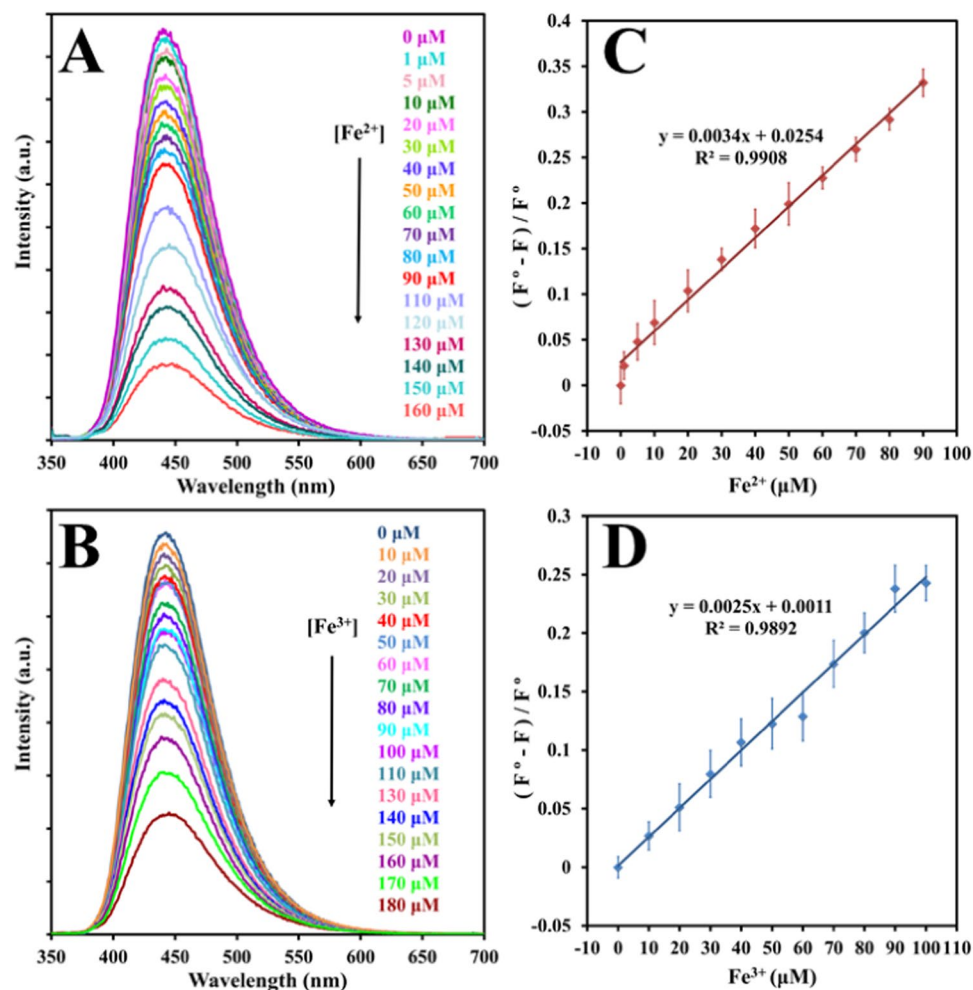 A
0 μM
1 μM
5 μM
10 μM
20 μM
30 μM
40 μM
50 μM
60 μM
70 μM
80 μM
90 μM
110 μM
120 μM
130 μM
140 μM
150 μM
160 μM
[Fe²⁺]
Intensity (a.u.)
350 400 450 500 550 600 650 700
Wavelength (nm)
C
0.4
0.35
0.3
0.25
0.2
0.15
0.1
0.05
0
-0.05
y = 0.0034x + 0.0254
R² = 0.9908
(F° - F) / F°
-10 0 10 20 30 40 50 60 70 80 90 100
Fe²⁺ (μM)
B
0 μM
10 μM
20 μM
30 μM
40 μM
50 μM
60 μM
70 μM
80 μM
90 μM
100 μM
110 μM
130 μM
140 μM
150 μM
160 μM
170 μM
180 μM
[Fe³⁺]
Intensity (a.u.)
350 400 450 500 550 600 650 700
Wavelength (nm)
D
0.3
0.25
0.2
0.15
0.1
0.05
0
-0.05
y = 0.0025x + 0.0011
R² = 0.9892
(F° - F) / F°
-10 0 10 20 30 40 50 60 70 80 90 100 110
Fe³⁺ (μM)